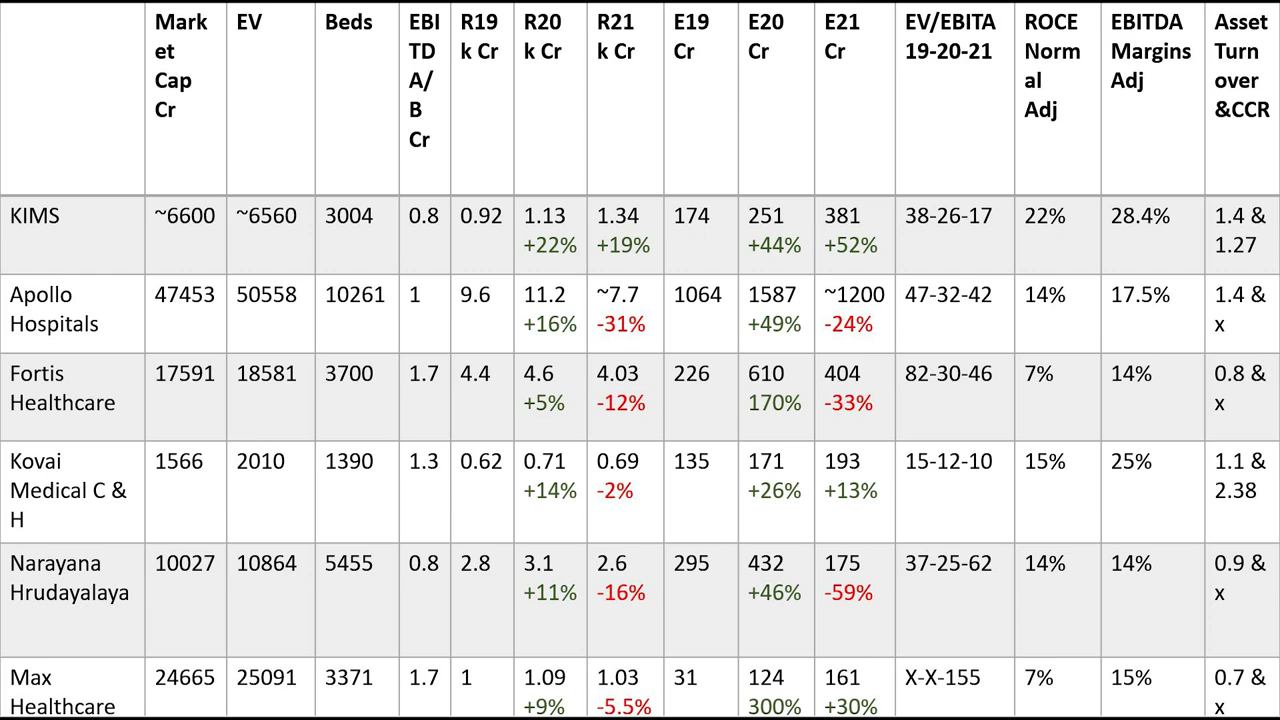 Mark et Cap Cr | EV | Beds | EBI TD A/ B Cr | R19 k Cr | R20 k Cr | R21 k Cr | E19 Cr | E20 Cr | E21 Cr | EV/EBITA 19-20-21 | ROCE Norm al Adj | EBITDA Margins Adj | Asset Turn over &CCR
KIMS | ~6600 | ~6560 | 3004 | 0.8 | 0.92 | 1.13 +22% | 1.34 +19% | 174 | 251 +44% | 381 +52% | 38-26-17 | 22% | 28.4% | 1.4 & 1.27
Apollo Hospitals | 47453 | 50558 | 10261 | 1 | 9.6 | 11.2 +16% | ~7.7 -31% | 1064 | 1587 +49% | ~1200 -24% | 47-32-42 | 14% | 17.5% | 1.4 & x
Fortis Healthcare | 17591 | 18581 | 3700 | 1.7 | 4.4 | 4.6 +5% | 4.03 -12% | 226 | 610 170% | 404 -33% | 82-30-46 | 7% | 14% | 0.8 & x
Kovai Medical C & H | 1566 | 2010 | 1390 | 1.3 | 0.62 | 0.71 +14% | 0.69 -2% | 135 | 171 +26% | 193 +13% | 15-12-10 | 15% | 25% | 1.1 & 2.38
Narayana Hrudayalaya | 10027 | 10864 | 5455 | 0.8 | 2.8 | 3.1 +11% | 2.6 -16% | 295 | 432 +46% | 175 -59% | 37-25-62 | 14% | 14% | 0.9 & x
Max Healthcare | 24665 | 25091 | 3371 | 1.7 | 1 | 1.09 +9% | 1.03 -5.5% | 31 | 124 300% | 161 +30% | X-X-155 | 7% | 15% | 0.7 & x